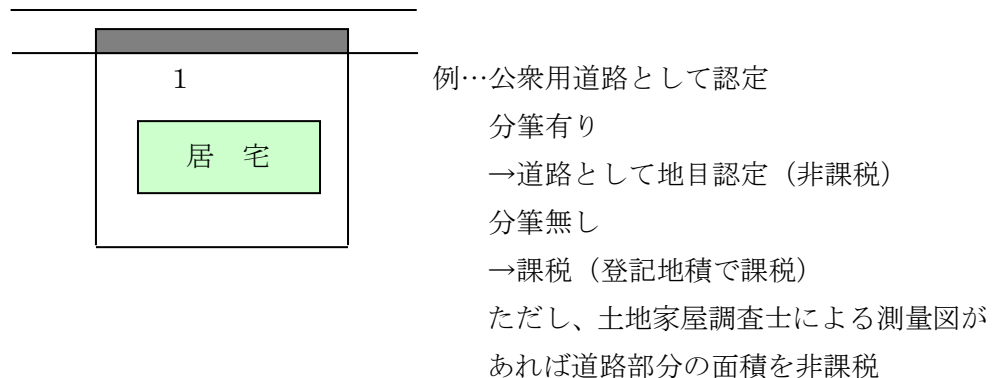 1
居 宅
例…公衆用道路として認定
分筆有り
→道路として地目認定（非課税）
分筆無し
→課税（登記地積で課税）
ただし、土地家屋調査士による測量図が
あれば道路部分の面積を非課税